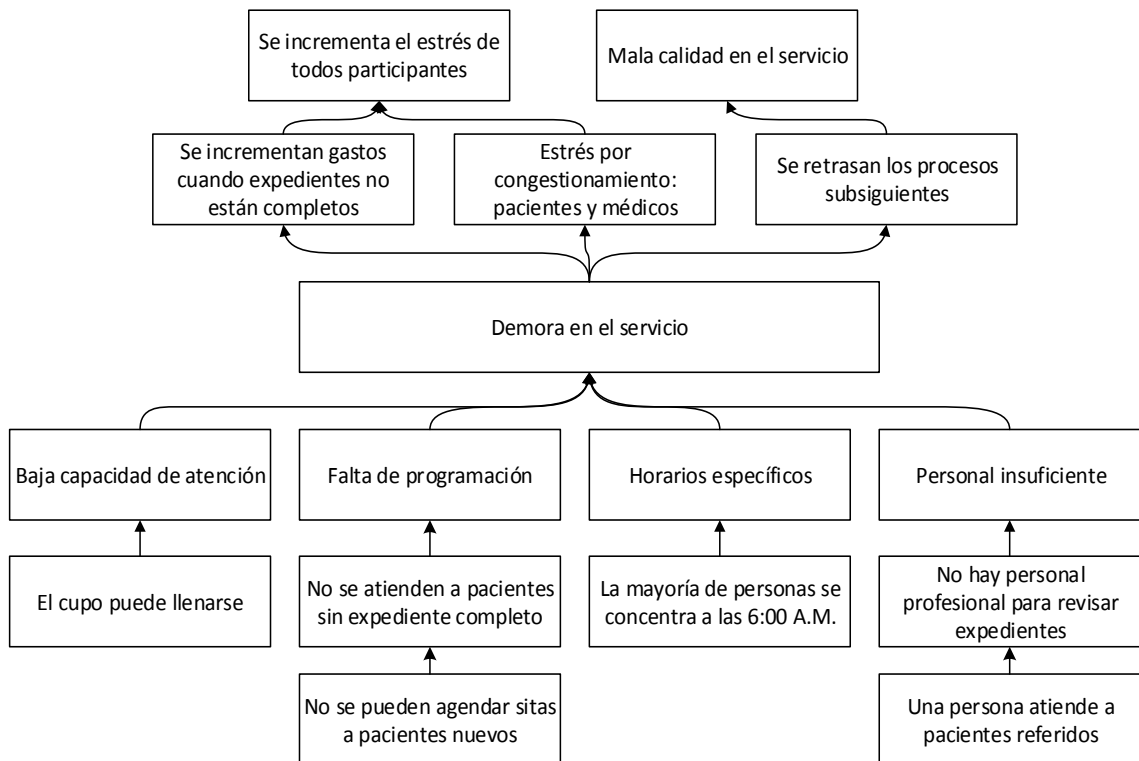 Se incrementa el estrés de
todos participantes
Mala calidad en el servicio
Se incrementan gastos
cuando expedientes no
están completos
Estrés por
congestionamiento:
pacientes y médicos
Se retrasan los procesos
subsiguientes
Demora en el servicio
Baja capacidad de atención
Falta de programación
Horarios específicos
Personal insuficiente
El cupo puede llenarse
No se atienden a pacientes
sin expediente completo
La mayoría de personas se
concentra a las 6:00 A.M.
No hay personal
profesional para revisar
expedientes
No se pueden agendar sitas
a pacientes nuevos
Una persona atiende a
pacientes referidos